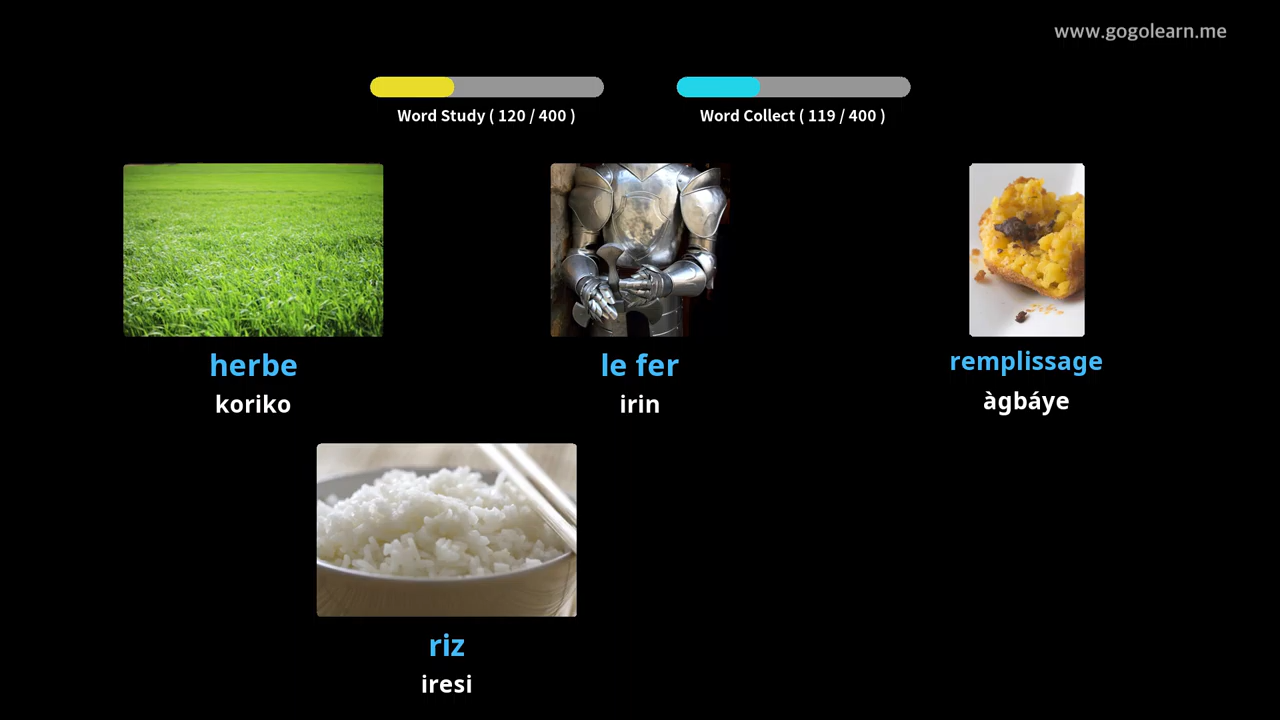 www.gogolearn.me
Word Study ( 120 / 400 )
Word Collect ( 119 / 400 )
herbe
koriko
le fer
irin
remplissage
àgbáye
riz
iresi